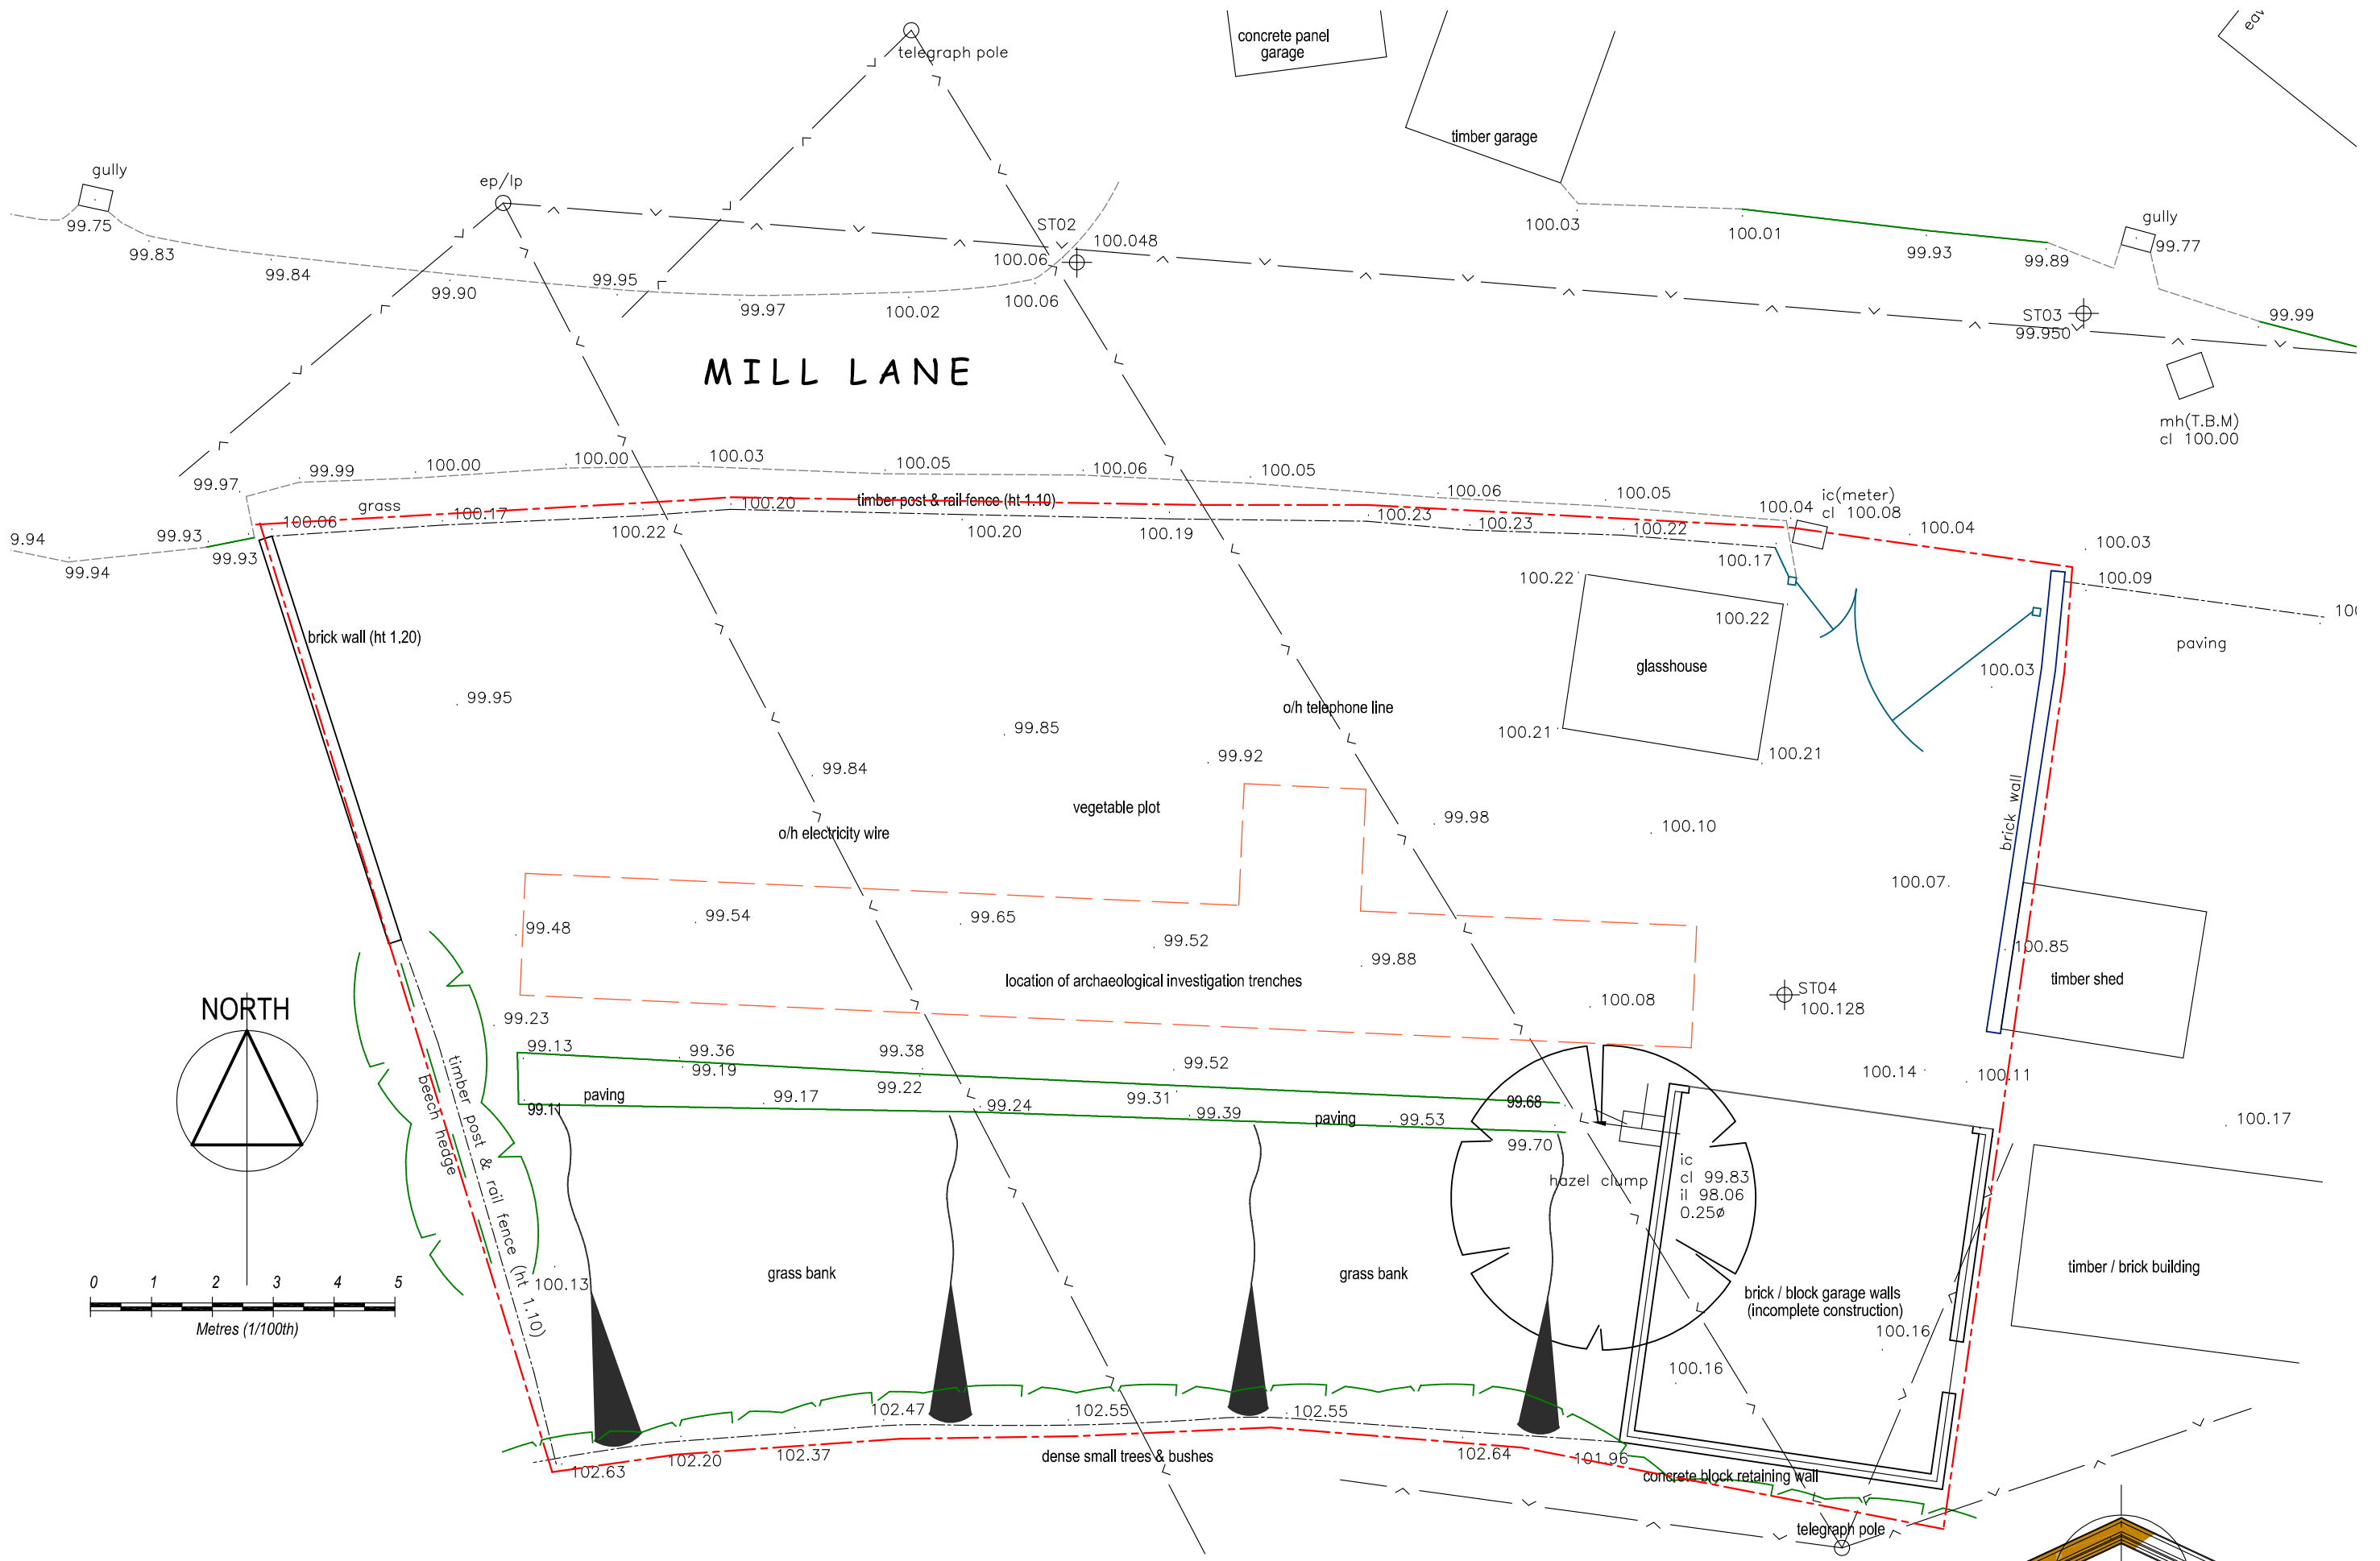 concrete panel
garage
telegraph pole
timber garage
gully
99.75
ep/lp
99.83
99.84
99.90
99.95
99.97
100.02
100.06
ST02
100.048
100.06
100.03
100.01
99.93
99.89
gully
99.77
ST03
99.950
99.99
MILL LANE
mh(T.B.M)
cl 100.00
99.97
99.99
100.00
100.00
100.03
100.05
100.06
100.05
100.06
100.05
100.04
ic(meter)
cl 100.08
100.04
100.03
100.09
grass
timber post & rail fence (ht 1.10)
100.06
100.17
100.22
100.20
100.20
100.19
100.23
100.23
100.22
100.17
9.94
99.94
99.93
99.93
brick wall (ht 1.20)
100.22
100.22
glasshouse
100.21
100.21
100.03
paving
99.95
99.84
99.85
99.92
o/h telephone line
o/h electricity wire
vegetable plot
99.98
100.10
brick wall
100.07
100.85
timber shed
99.48
99.54
99.65
99.52
99.88
location of archaeological investigation trenches
100.08
ST04
100.128
NORTH
99.23
99.13
99.36
99.19
99.38
99.22
99.52
99.11
paving
99.17
99.24
99.31
99.39
paving
99.53
99.68
99.70
100.14
100.11
100.17
timber post & rail fence (ht 1.10)
beech hedge
hazel clump
ic
cl 99.83
il 98.06
0.25ø
100.13
grass bank
grass bank
brick / block garage walls
(incomplete construction)
timber / brick building
100.16
100.16
0 1 2 3 4 5
Metres (1/100th)
102.47
102.55
102.55
102.63
102.20
102.37
dense small trees & bushes
102.64
101.96
concrete block retaining wall
telegraph pole